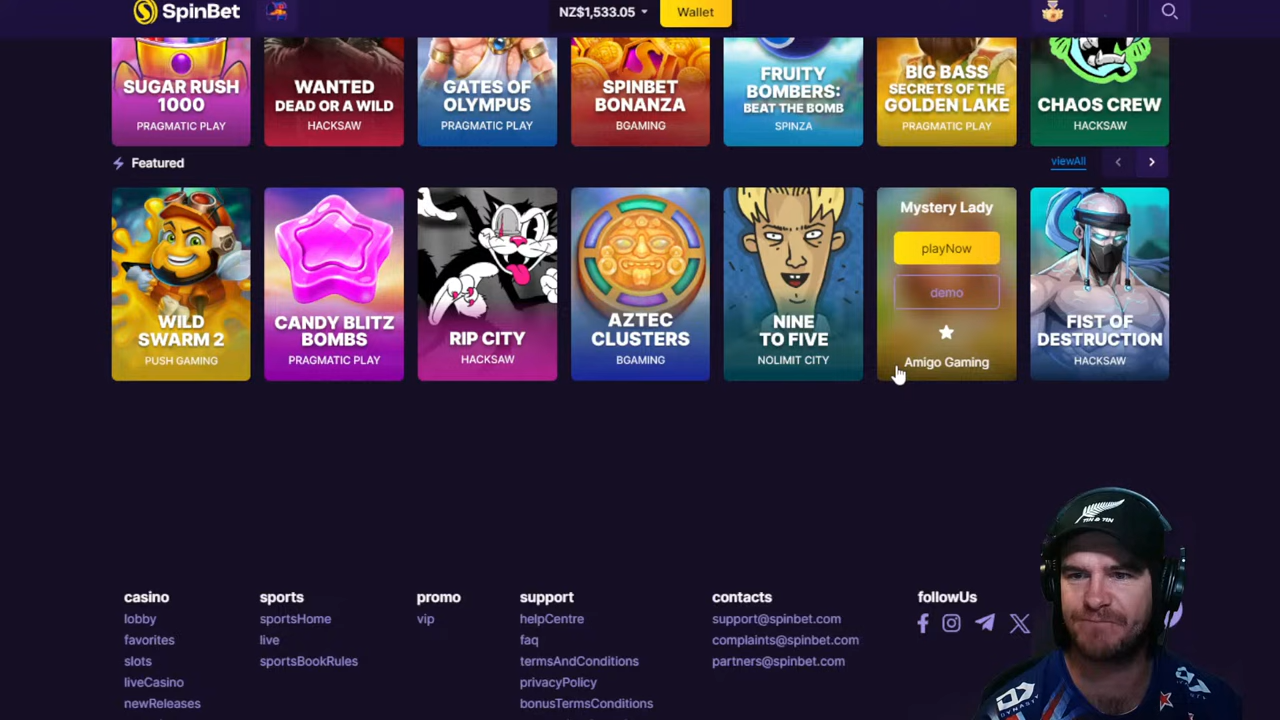 SpinBet
NZ$1,533.05
Wallet
SUGAR RUSH
1000
PRAGMATIC PLAY
WANTED
DEAD OR A WILD
HACKSAW
GATES OF
OLYMPUS
PRAGMATIC PLAY
SPINBET
BONANZA
BGAMING
FRUITY
BOMBERS:
BEAT THE BOMB
SPINZA
BIG BASS
SECRETS OF THE
GOLDEN LAKE
PRAGMATIC PLAY
CHAOS CREW
HACKSAW
Featured
viewAll
WILD
SWARM 2
PUSH GAMING
CANDY BLITZ
BOMBS
PRAGMATIC PLAY
RIP CITY
HACKSAW
AZTEC
CLUSTERS
BGAMING
NINE
TO FIVE
NOLIMIT CITY
Mystery Lady
playNow
demo
Amigo Gaming
FIST OF
DESTRUCTION
HACKSAW
casino
lobby
favorites
slots
liveCasino
newReleases
sports
sportsHome
live
sportsBookRules
promo
vip
support
helpCentre
faq
termsAndConditions
privacyPolicy
bonusTermsConditions
contacts
support@spinbet.com
complaints@spinbet.com
partners@spinbet.com
followUs
DYNASTY